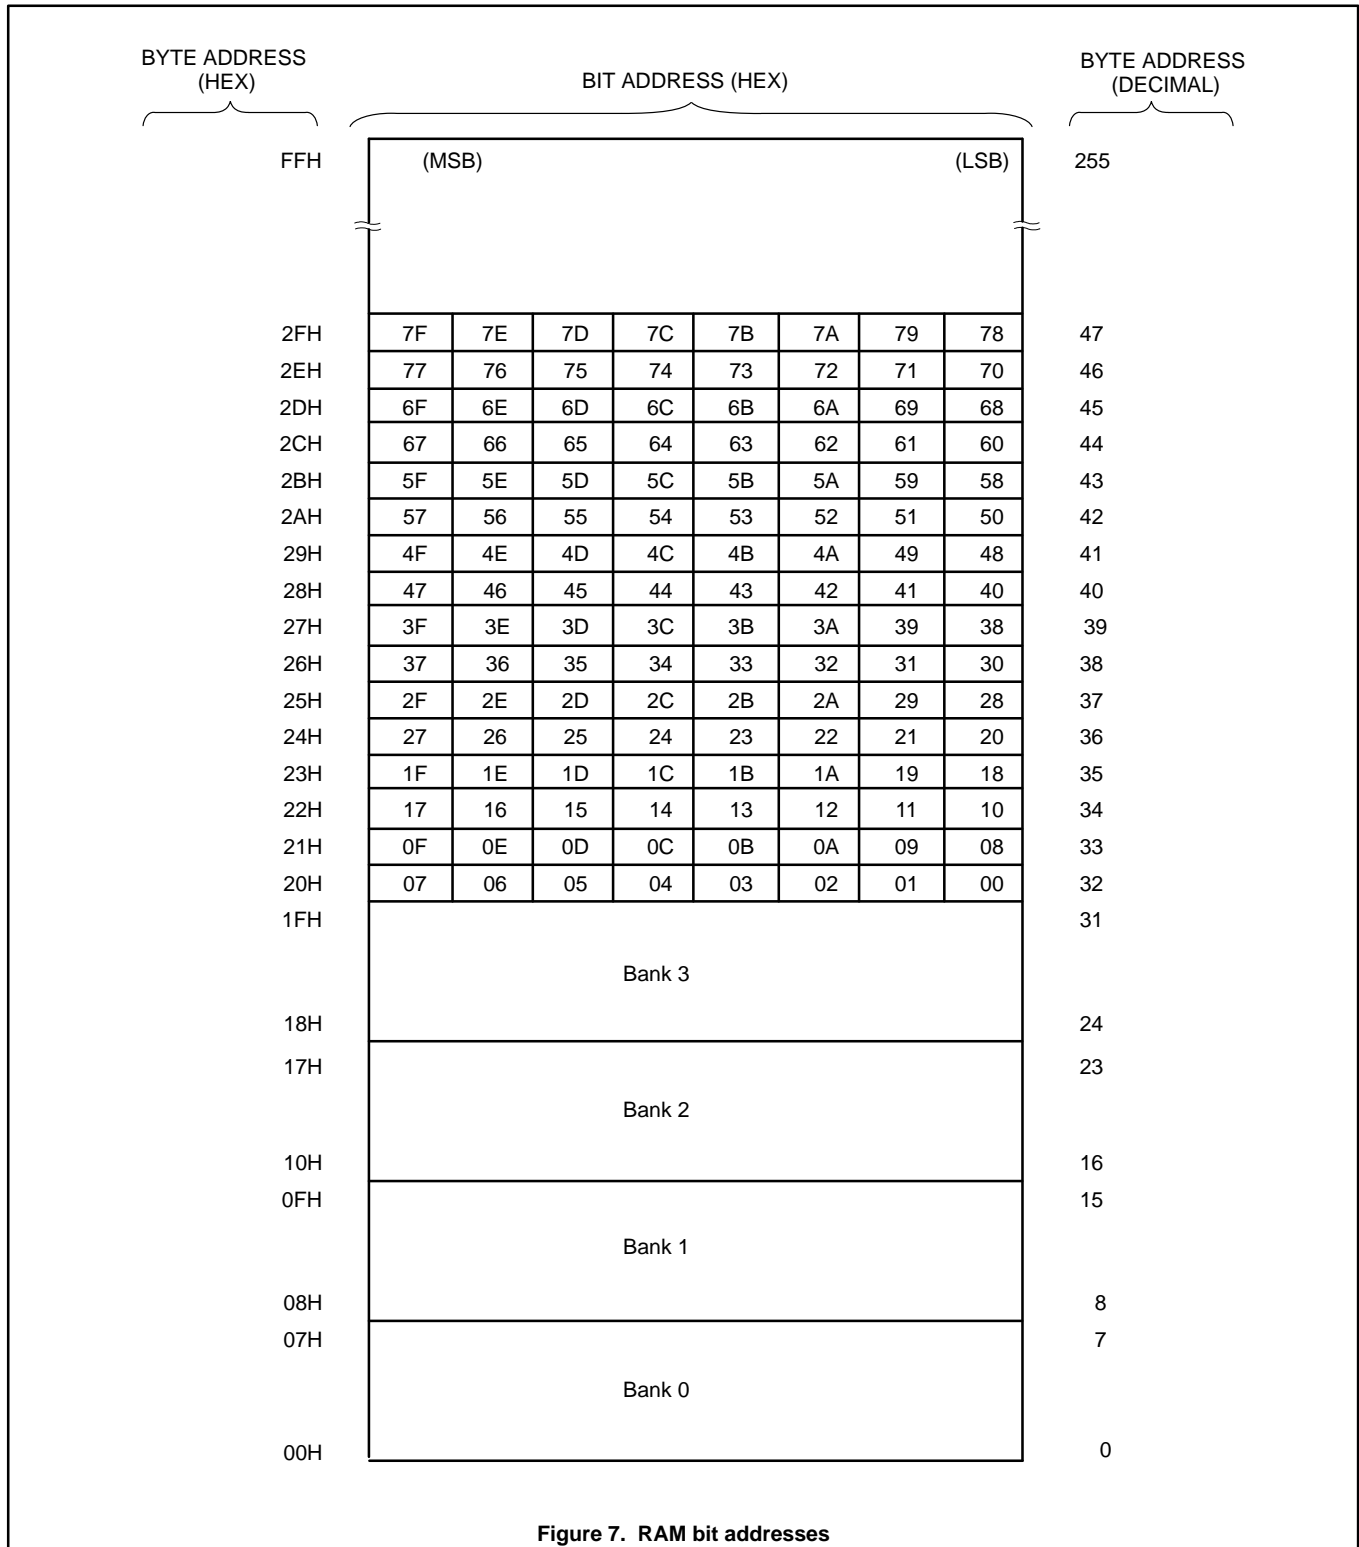 BYTE ADDRESS
(HEX)
BIT ADDRESS (HEX)
BYTE ADDRESS
(DECIMAL)
FFH (MSB) (LSB) 255
2FH 7F 7E 7D 7C 7B 7A 79 78 47
2EH 77 76 75 74 73 72 71 70 46
2DH 6F 6E 6D 6C 6B 6A 69 68 45
2CH 67 66 65 64 63 62 61 60 44
2BH 5F 5E 5D 5C 5B 5A 59 58 43
2AH 57 56 55 54 53 52 51 50 42
29H 4F 4E 4D 4C 4B 4A 49 48 41
28H 47 46 45 44 43 42 41 40 40
27H 3F 3E 3D 3C 3B 3A 39 38 39
26H 37 36 35 34 33 32 31 30 38
25H 2F 2E 2D 2C 2B 2A 29 28 37
24H 27 26 25 24 23 22 21 20 36
23H 1F 1E 1D 1C 1B 1A 19 18 35
22H 17 16 15 14 13 12 11 10 34
21H 0F 0E 0D 0C 0B 0A 09 08 33
20H 07 06 05 04 03 02 01 00 32
1FH 31
Bank 3
18H 24
17H 23
Bank 2
10H 16
0FH 15
Bank 1
08H 8
07H 7
Bank 0
00H 0
Figure 7. RAM bit addresses